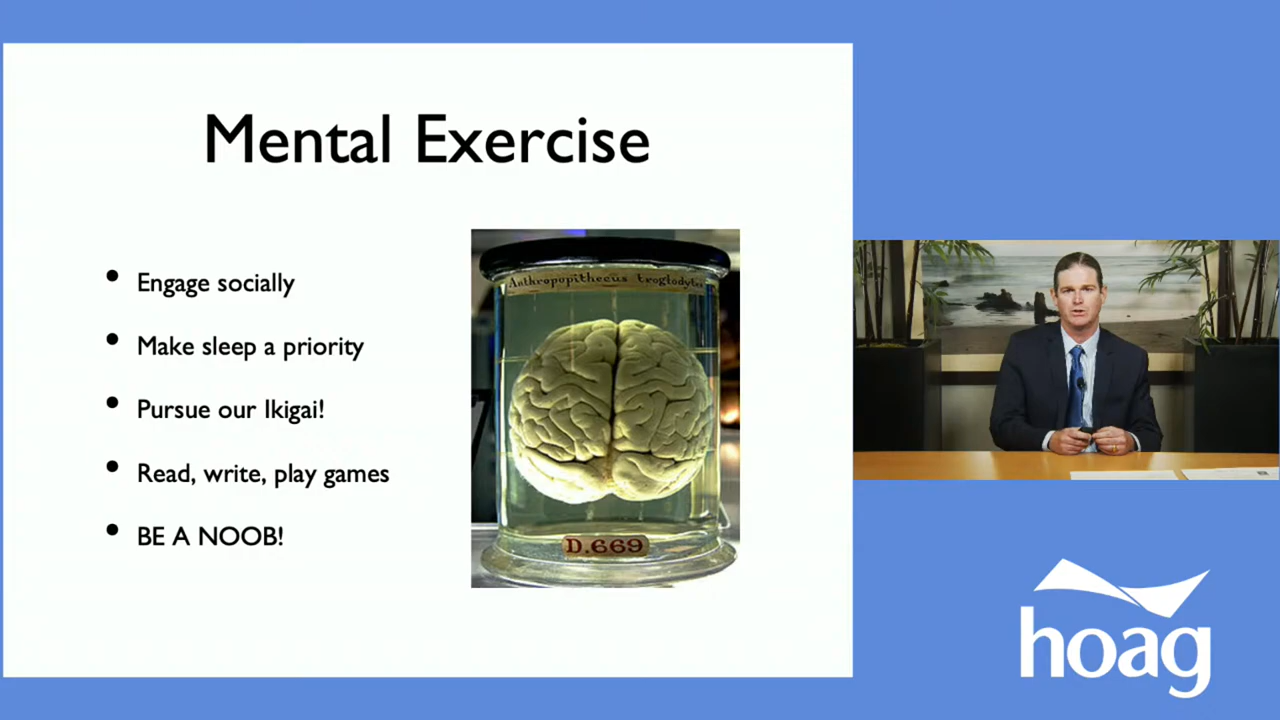 Mental Exercise
• Engage socially
• Make sleep a priority
• Pursue our Ikigai!
• Read, write, play games
• BE A NOOB!
Anthropopithecus troglodytes
D.669
hoag